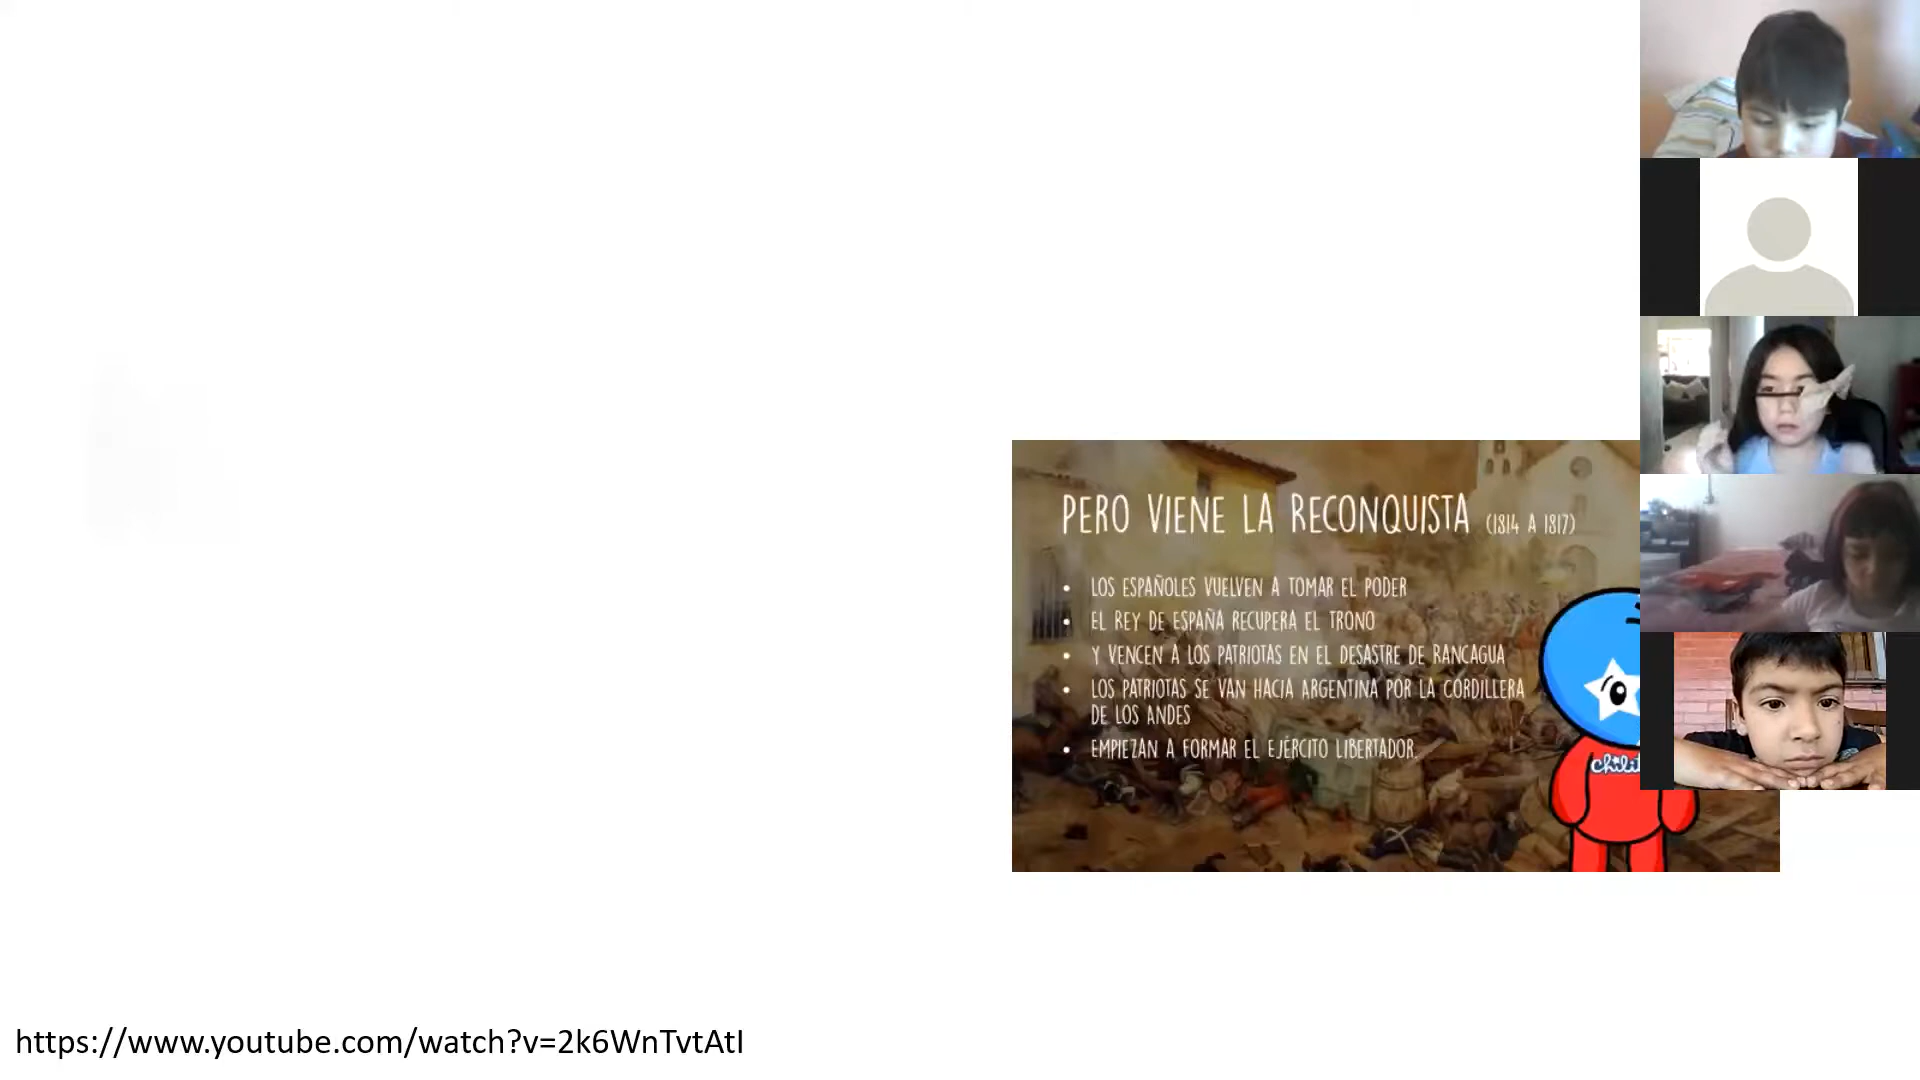 PERO VIENE LA RECONQUISTA (1814 A 1817)
• LOS ESPAÑOLES VUELVEN A TOMAR EL PODER
• EL REY DE ESPAÑA RECUPERA EL TRONO
• Y VENCEN A LOS PATRIOTAS EN EL DESASTRE DE RANCAGUA
• LOS PATRIOTAS SE VAN HACIA ARGENTINA POR LA CORDILLERA
DE LOS ANDES
• EMPIEZAN A FORMAR EL EJÉRCITO LIBERTADOR.
https://www.youtube.com/watch?v=2k6WnTvtAtI